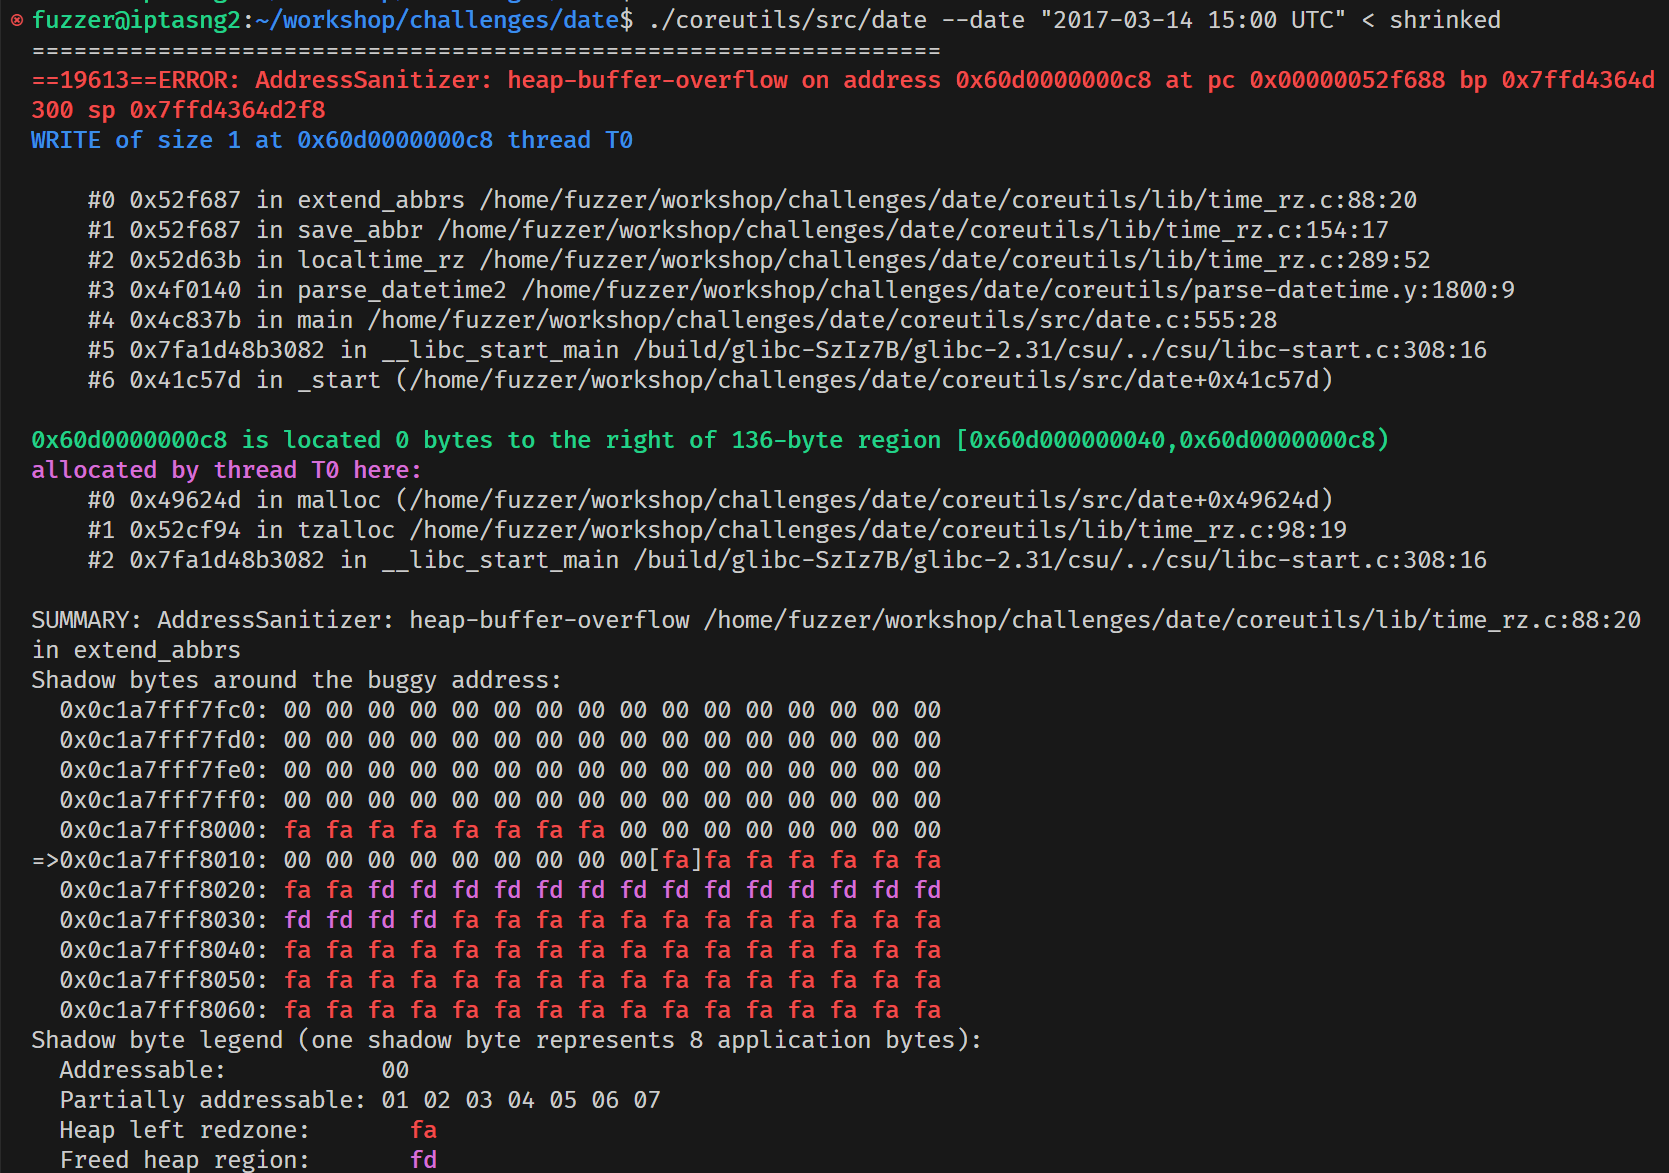 fuzzer@iptasng2:~/workshop/challenges/date$ ./coreutils/src/date --date "2017-03-14 15:00 UTC" < shrinked
=================================================================
==19613==ERROR: AddressSanitizer: heap-buffer-overflow on address 0x60d0000000c8 at pc 0x00000052f688 bp 0x7ffd4364d
300 sp 0x7ffd4364d2f8
WRITE of size 1 at 0x60d0000000c8 thread T0
    #0 0x52f687 in extend_abbrs /home/fuzzer/workshop/challenges/date/coreutils/lib/time_rz.c:88:20
    #1 0x52f687 in save_abbr /home/fuzzer/workshop/challenges/date/coreutils/lib/time_rz.c:154:17
    #2 0x52d63b in localtime_rz /home/fuzzer/workshop/challenges/date/coreutils/lib/time_rz.c:289:52
    #3 0x4f0140 in parse_datetime2 /home/fuzzer/workshop/challenges/date/coreutils/parse-datetime.y:1800:9
    #4 0x4c837b in main /home/fuzzer/workshop/challenges/date/coreutils/src/date.c:555:28
    #5 0x7fa1d48b3082 in __libc_start_main /build/glibc-SzIz7B/glibc-2.31/csu/../csu/libc-start.c:308:16
    #6 0x41c57d in _start (/home/fuzzer/workshop/challenges/date/coreutils/src/date+0x41c57d)
0x60d0000000c8 is located 0 bytes to the right of 136-byte region [0x60d000000040,0x60d0000000c8)
allocated by thread T0 here:
    #0 0x49624d in malloc (/home/fuzzer/workshop/challenges/date/coreutils/src/date+0x49624d)
    #1 0x52cf94 in tzalloc /home/fuzzer/workshop/challenges/date/coreutils/lib/time_rz.c:98:19
    #2 0x7fa1d48b3082 in __libc_start_main /build/glibc-SzIz7B/glibc-2.31/csu/../csu/libc-start.c:308:16
SUMMARY: AddressSanitizer: heap-buffer-overflow /home/fuzzer/workshop/challenges/date/coreutils/lib/time_rz.c:88:20
in extend_abbrs
Shadow bytes around the buggy address:
  0x0c1a7fff7fc0: 00 00 00 00 00 00 00 00 00 00 00 00 00 00 00 00
  0x0c1a7fff7fd0: 00 00 00 00 00 00 00 00 00 00 00 00 00 00 00 00
  0x0c1a7fff7fe0: 00 00 00 00 00 00 00 00 00 00 00 00 00 00 00 00
  0x0c1a7fff7ff0: 00 00 00 00 00 00 00 00 00 00 00 00 00 00 00 00
  0x0c1a7fff8000: fa fa fa fa fa fa fa fa 00 00 00 00 00 00 00 00
=>0x0c1a7fff8010: 00 00 00 00 00 00 00 00 00[fa]fa fa fa fa fa fa
  0x0c1a7fff8020: fa fa fd fd fd fd fd fd fd fd fd fd fd fd fd fd
  0x0c1a7fff8030: fd fd fd fd fa fa fa fa fa fa fa fa fa fa fa fa
  0x0c1a7fff8040: fa fa fa fa fa fa fa fa fa fa fa fa fa fa fa fa
  0x0c1a7fff8050: fa fa fa fa fa fa fa fa fa fa fa fa fa fa fa fa
  0x0c1a7fff8060: fa fa fa fa fa fa fa fa fa fa fa fa fa fa fa fa
Shadow byte legend (one shadow byte represents 8 application bytes):
  Addressable:           00
  Partially addressable: 01 02 03 04 05 06 07
  Heap left redzone:       fa
  Freed heap region:       fd